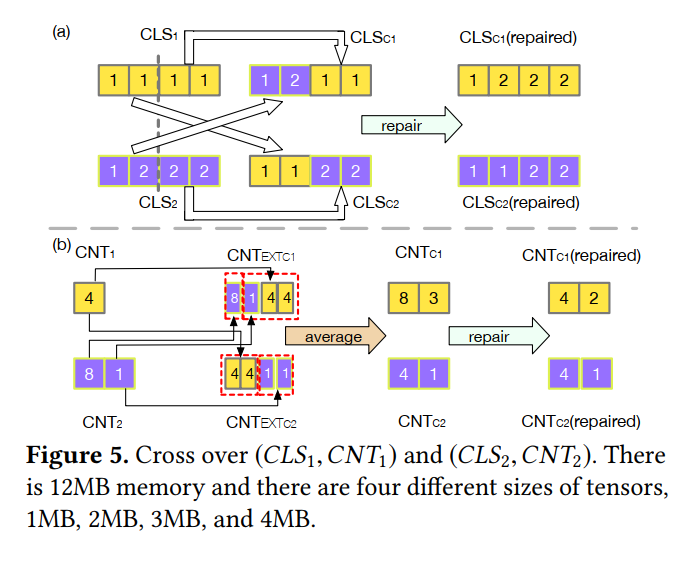 (a)
CLS1 CLSC1 CLSC1(repaired)
1 1 1 1 1 2 1 1 1 2 2 2
repair
1 2 2 2 1 1 2 2 1 1 2 2
CLS2 CLSC2 CLSC2(repaired)
(b) CNT1 CNTEXTC1 CNTC1 CNTC1(repaired)
4 8 1 4 4 8 3 4 2
average repair
8 1 4 4 1 1 4 1 4 1
CNT2 CNTEXTC2 CNTC2 CNTC2(repaired)
Figure 5. Cross over (CLS1, CNT1) and (CLS2, CNT2). There
is 12MB memory and there are four different sizes of tensors,
1MB, 2MB, 3MB, and 4MB.